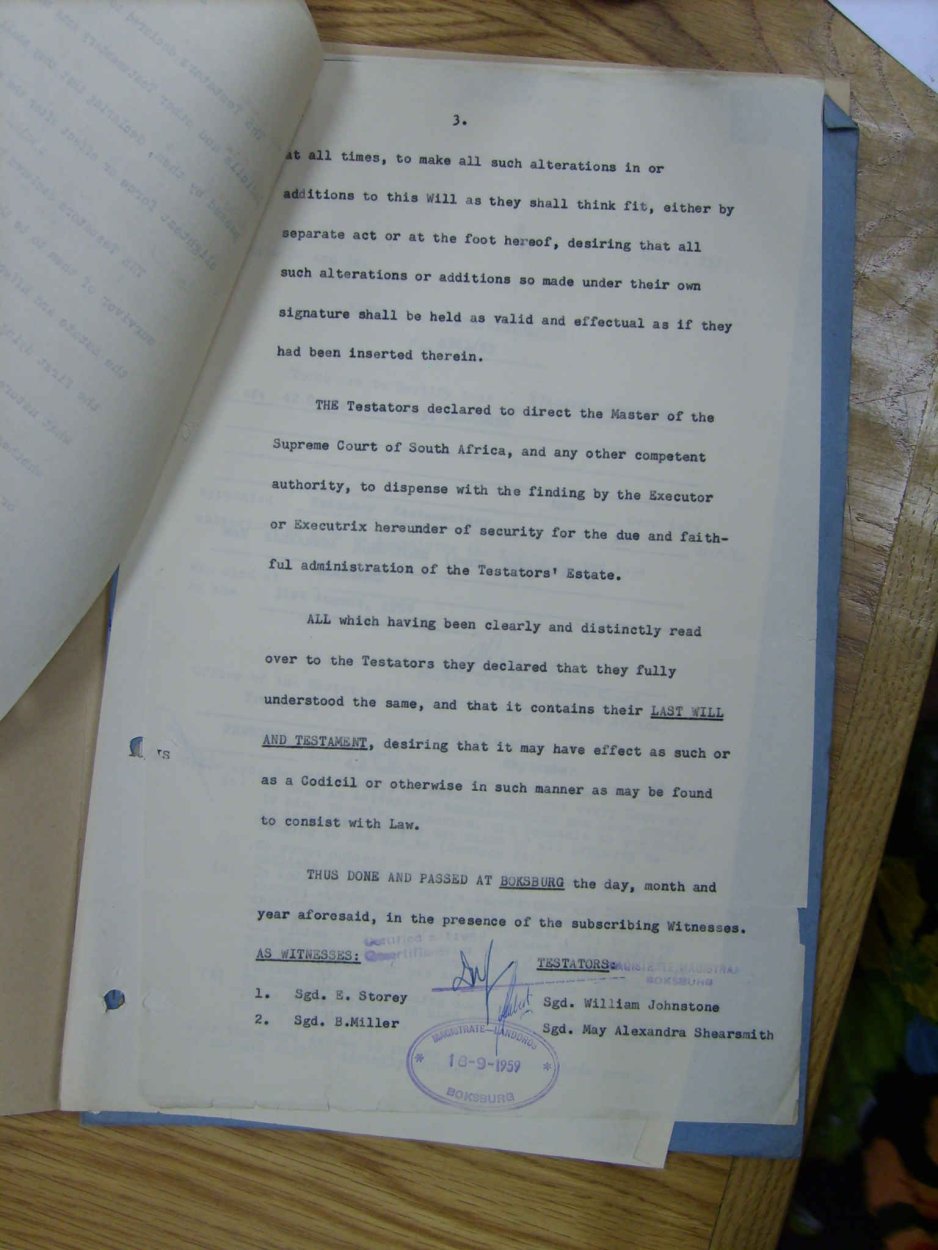 3.
at all times, to make all such alterations in or
additions to this Will as they shall think fit, either by
separate act or at the foot hereof, desiring that all
such alterations or additions so made under their own
signature shall be held as valid and effectual as if they
had been inserted therein.
THE Testators declared to direct the Master of the
Supreme Court of South Africa, and any other competent
authority, to dispense with the finding by the Executor
or Executrix hereunder of security for the due and faith-
ful administration of the Testators' Estate.
ALL which having been clearly and distinctly read
over to the Testators they declared that they fully
understood the same, and that it contains their LAST WILL
AND TESTAMENT, desiring that it may have effect as such or
as a Codicil or otherwise in such manner as may be found
to consist with Law.
THUS DONE AND PASSED AT BOKSBURG the day, month and
year aforesaid, in the presence of the subscribing Witnesses.
AS WITNESSES:
TESTATORS:
BOKSBURG
1. Sgd. E. Storey
Sgd. William Johnstone
2. Sgd. B.Miller
Sgd. May Alexandra Shearsmith
MAGISTRATE-LANDDROS
18-9-1959
BOKSBURG